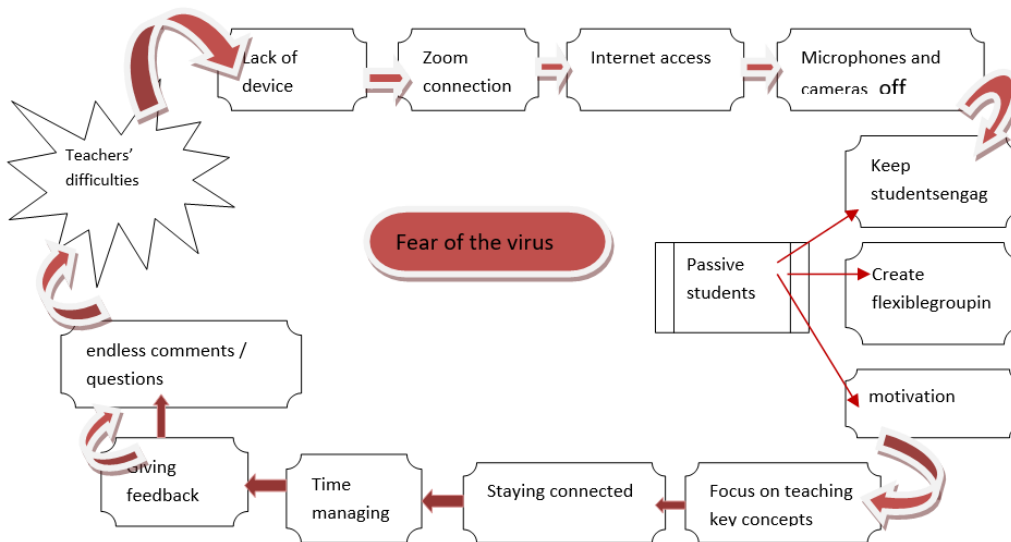 Lack of
device
Zoom
connection
Internet access
Microphones and
cameras off
Teachers'
difficulties
Keep
studentsengag
Fear of the virus
Passive
students
Create
flexiblegroupin
motivation
endless comments /
questions
Giving
feedback
Time
managing
Staying connected
Focus on teaching
key concepts